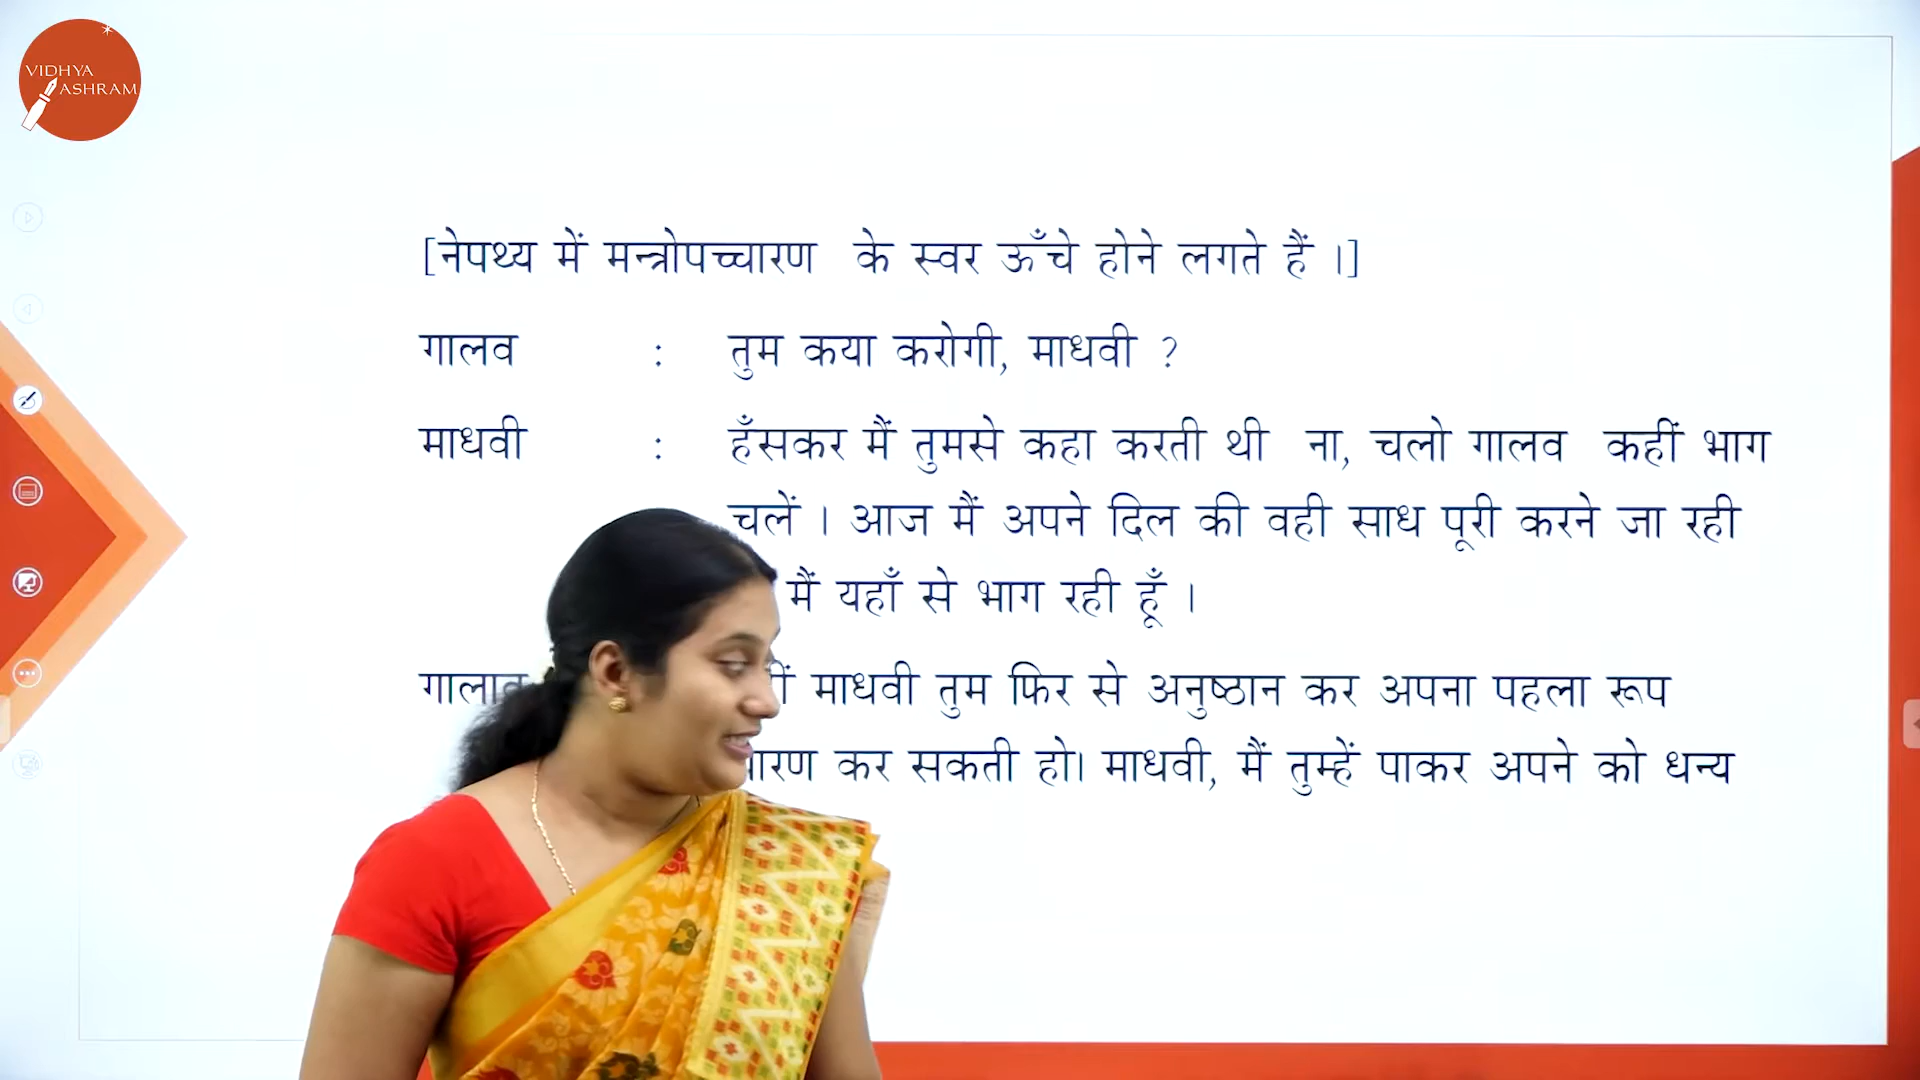 VIDHYA
ASHRAM
[नेपथ्य में मन्त्रोपच्चारण के स्वर ऊँचे होने लगते हैं ।]
गालव : तुम कया करोगी, माधवी ?
माधवी : हँसकर मैं तुमसे कहा करती थी ना, चलो गालव कहीं भाग
चलें । आज मैं अपने दिल की वही साध पूरी करने जा रही
मैं यहाँ से भाग रही हूँ ।
माधवी तुम फिर से अनुष्ठान कर अपना पहला रूप
कर सकती हो। माधवी, मैं तुम्हें पाकर अपने को धन्य